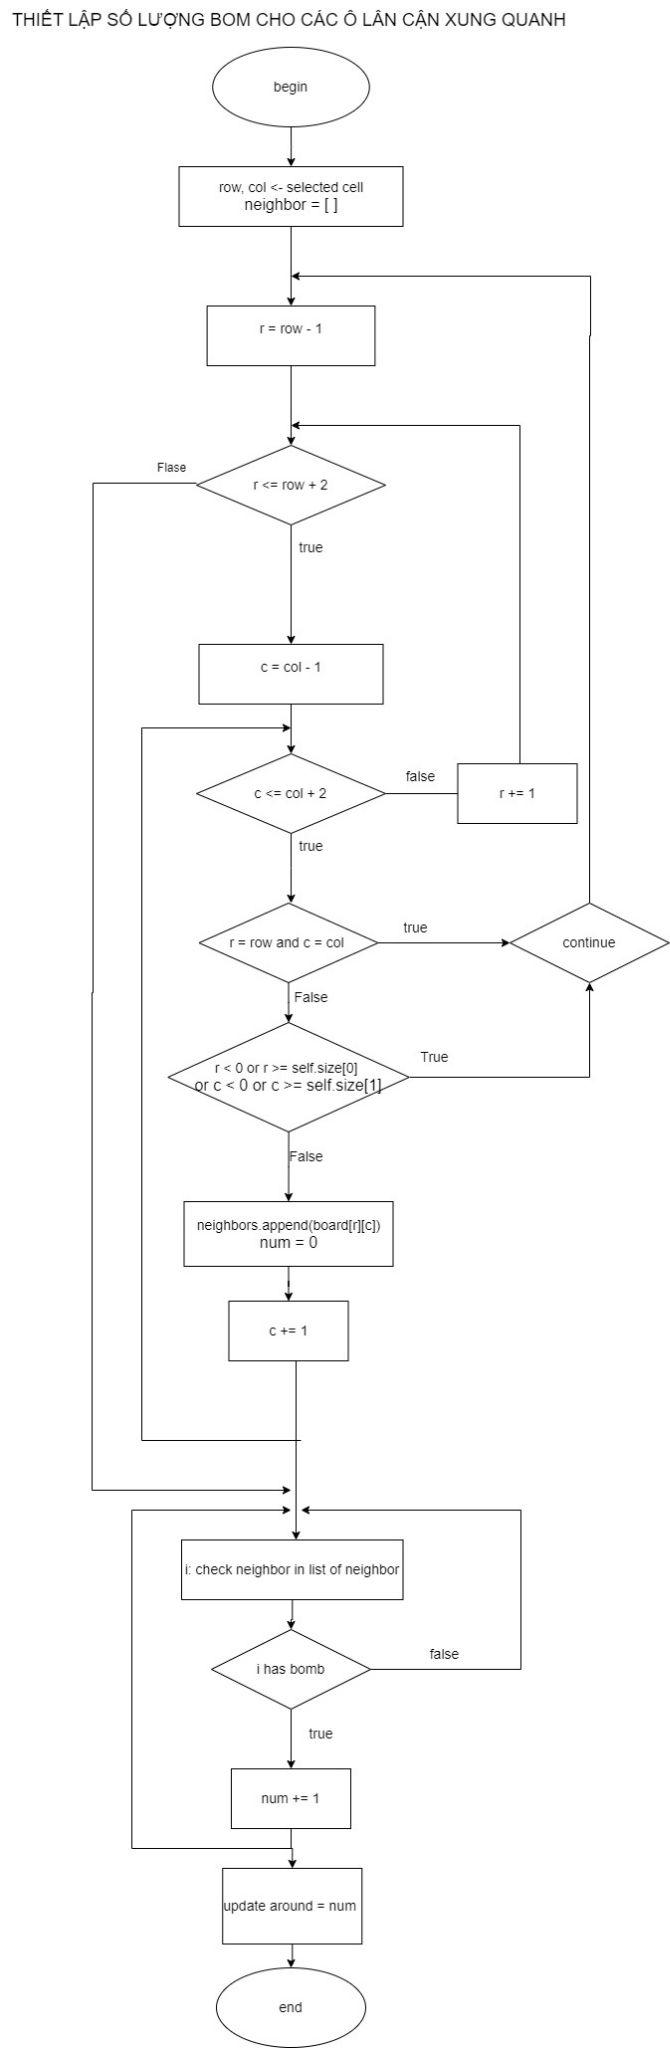 THIẾT LẬP SỐ LƯỢNG BOM CHO CÁC Ô LÂN CẬN XUNG QUANH
begin
row, col <- selected cell
neighbor = [ ]
r = row - 1
Flase
r <= row + 2
true
c = col - 1
c <= col + 2
false
r += 1
true
r = row and c = col
true
continue
False
r < 0 or r >= self.size[0]
or c < 0 or c >= self.size[1]
True
False
neighbors.append(board[r][c])
num = 0
c += 1
i: check neighbor in list of neighbor
i has bomb
false
true
num += 1
update around = num
end